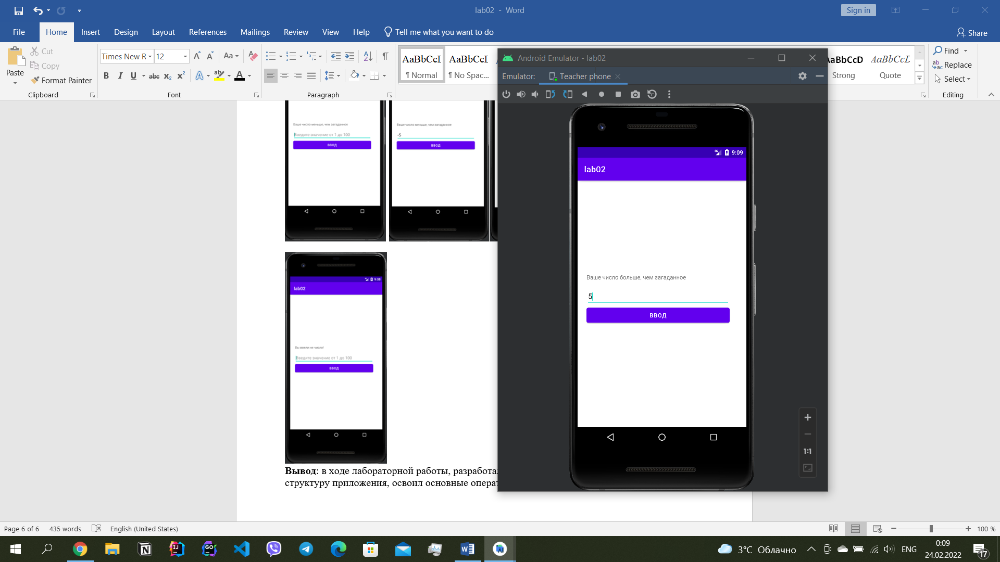 lab02 - Word
Sign in
File Home Insert Design Layout References Mailings Review View Help Tell me what you want to do
Share
Paste
Cut
Copy
Format Painter
Clipboard
Times New R 12
Font
Paragraph
AaBbCcI
¶ Normal
AaBbCcI
¶ No Spac...
AaBbCcD
Strong
AaBbCcL
Quote
Find
Replace
Select
Editing
Android Emulator - lab02
Emulator: Teacher phone
Ваше число меньше, чем загаданное
Введите значение от 1 до 100
ВВОД
Ваше число меньше, чем загаданное
-5
ВВОД
9:08
lab02
Вы ввели не число!
Введите значение от 1 до 100
ВВОД
Вывод: в ходе лабораторной работы, разработал
структуру приложения, освоил основные операт
9:09
lab02
Ваше число больше, чем загаданное
5
ВВОД
1:1
Page 6 of 6 435 words English (United States)
100 %
3°C Облачно
ENG
0:09
24.02.2022
17